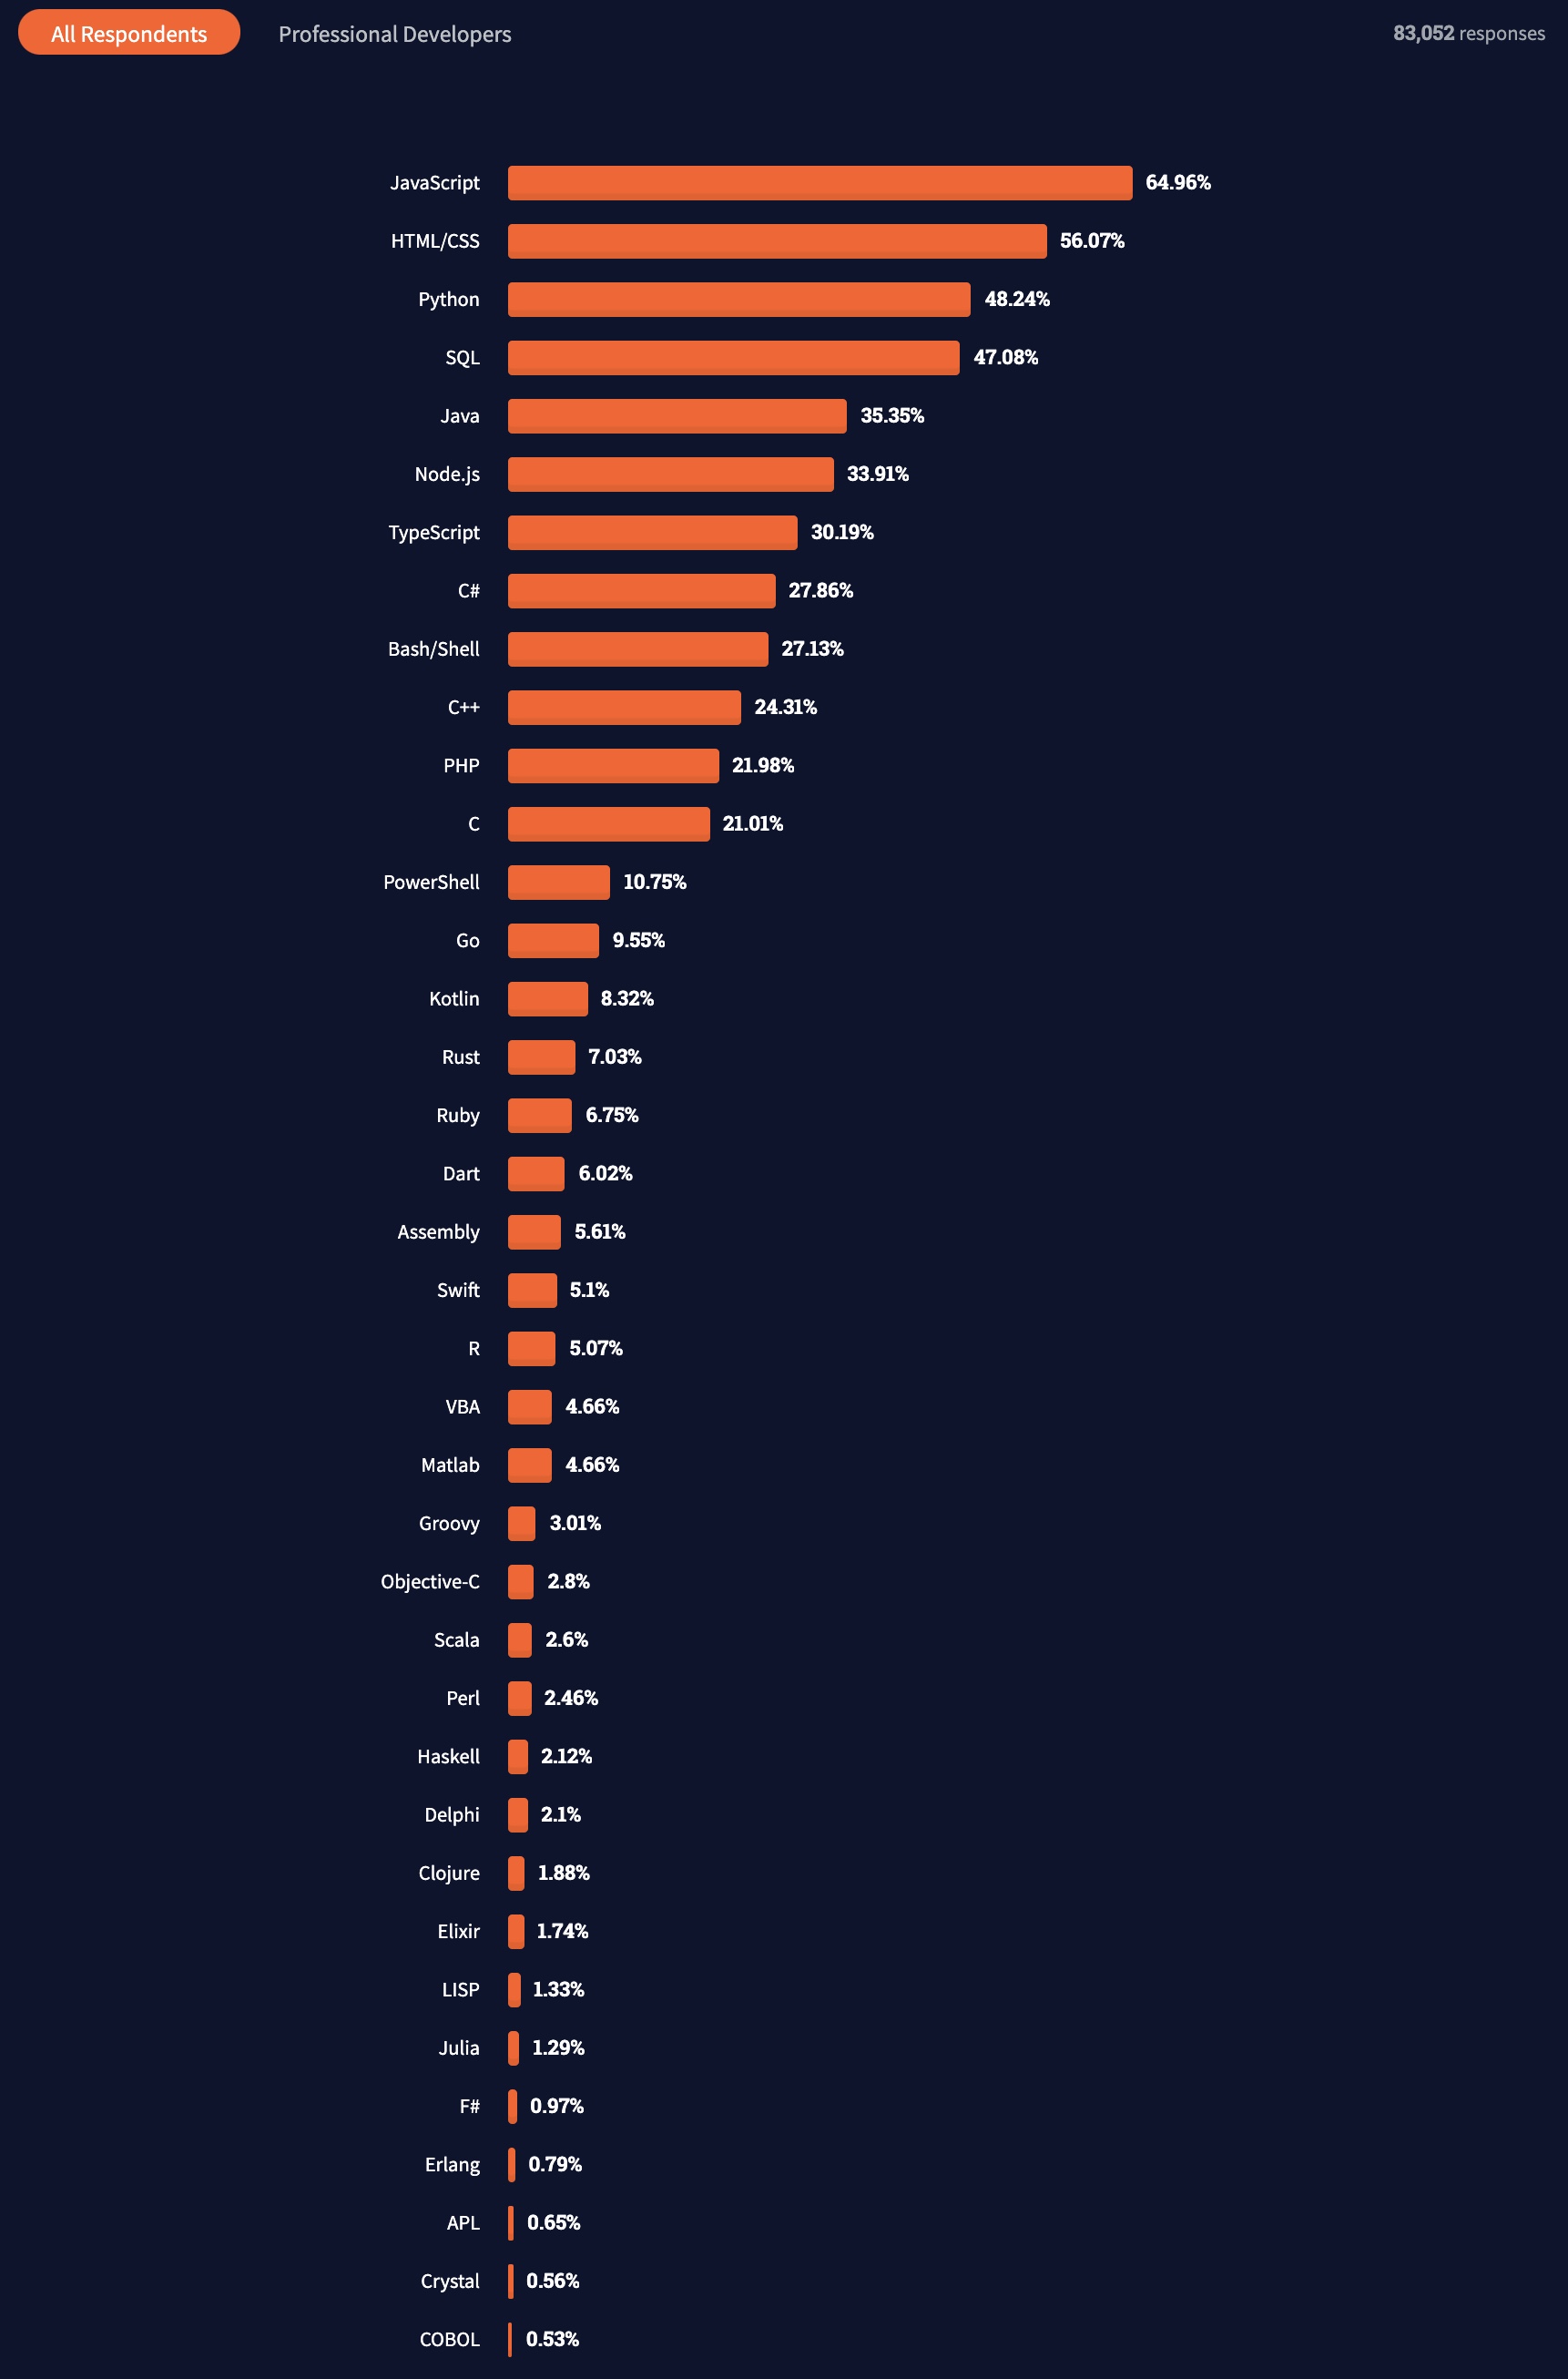 All Respondents Professional Developers 83,052 responses
JavaScript 64.96%
HTML/CSS 56.07%
Python 48.24%
SQL 47.08%
Java 35.35%
Node.js 33.91%
TypeScript 30.19%
C# 27.86%
Bash/Shell 27.13%
C++ 24.31%
PHP 21.98%
C 21.01%
PowerShell 10.75%
Go 9.55%
Kotlin 8.32%
Rust 7.03%
Ruby 6.75%
Dart 6.02%
Assembly 5.61%
Swift 5.1%
R 5.07%
VBA 4.66%
Matlab 4.66%
Groovy 3.01%
Objective-C 2.8%
Scala 2.6%
Perl 2.46%
Haskell 2.12%
Delphi 2.1%
Clojure 1.88%
Elixir 1.74%
LISP 1.33%
Julia 1.29%
F# 0.97%
Erlang 0.79%
APL 0.65%
Crystal 0.56%
COBOL 0.53%